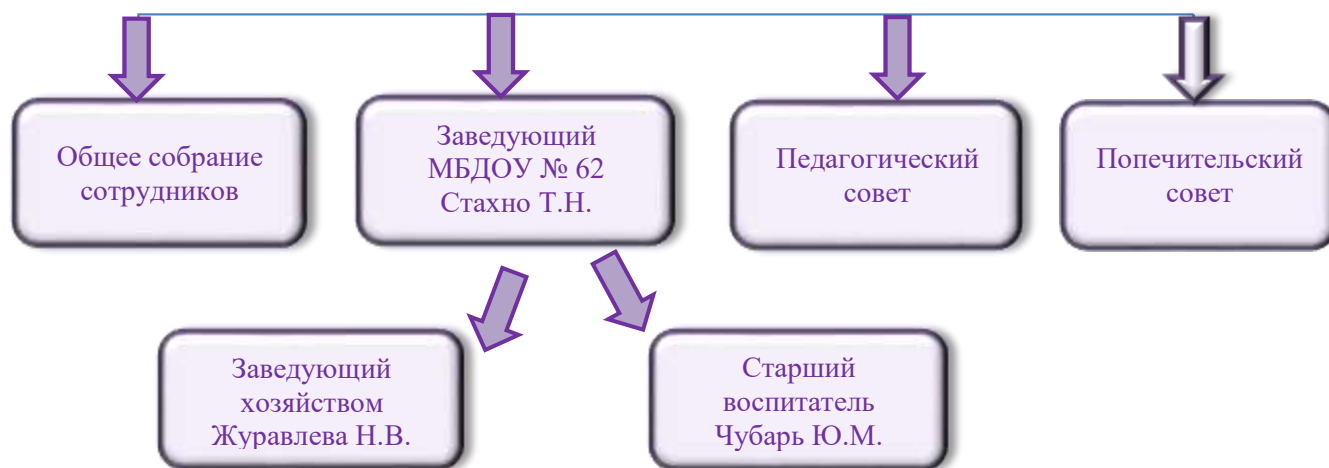 Общее собрание
сотрудников
Заведующий
МБДОУ № 62
Стахно Т.Н.
Педагогический
совет
Попечительский
совет
Заведующий
хозяйством
Журавлева Н.В.
Старший
воспитатель
Чубарь Ю.М.